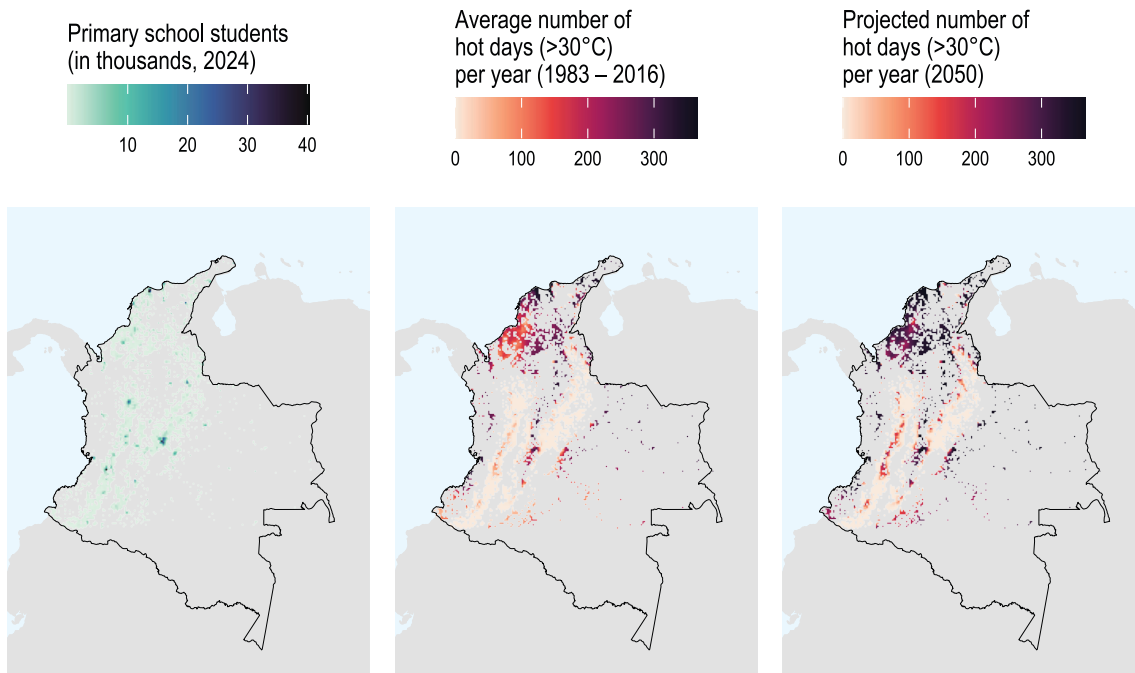 Primary school students
(in thousands, 2024)
10 20 30 40
Average number of
hot days (>30°C)
per year (1983 – 2016)
0 100 200 300
Projected number of
hot days (>30°C)
per year (2050)
0 100 200 300